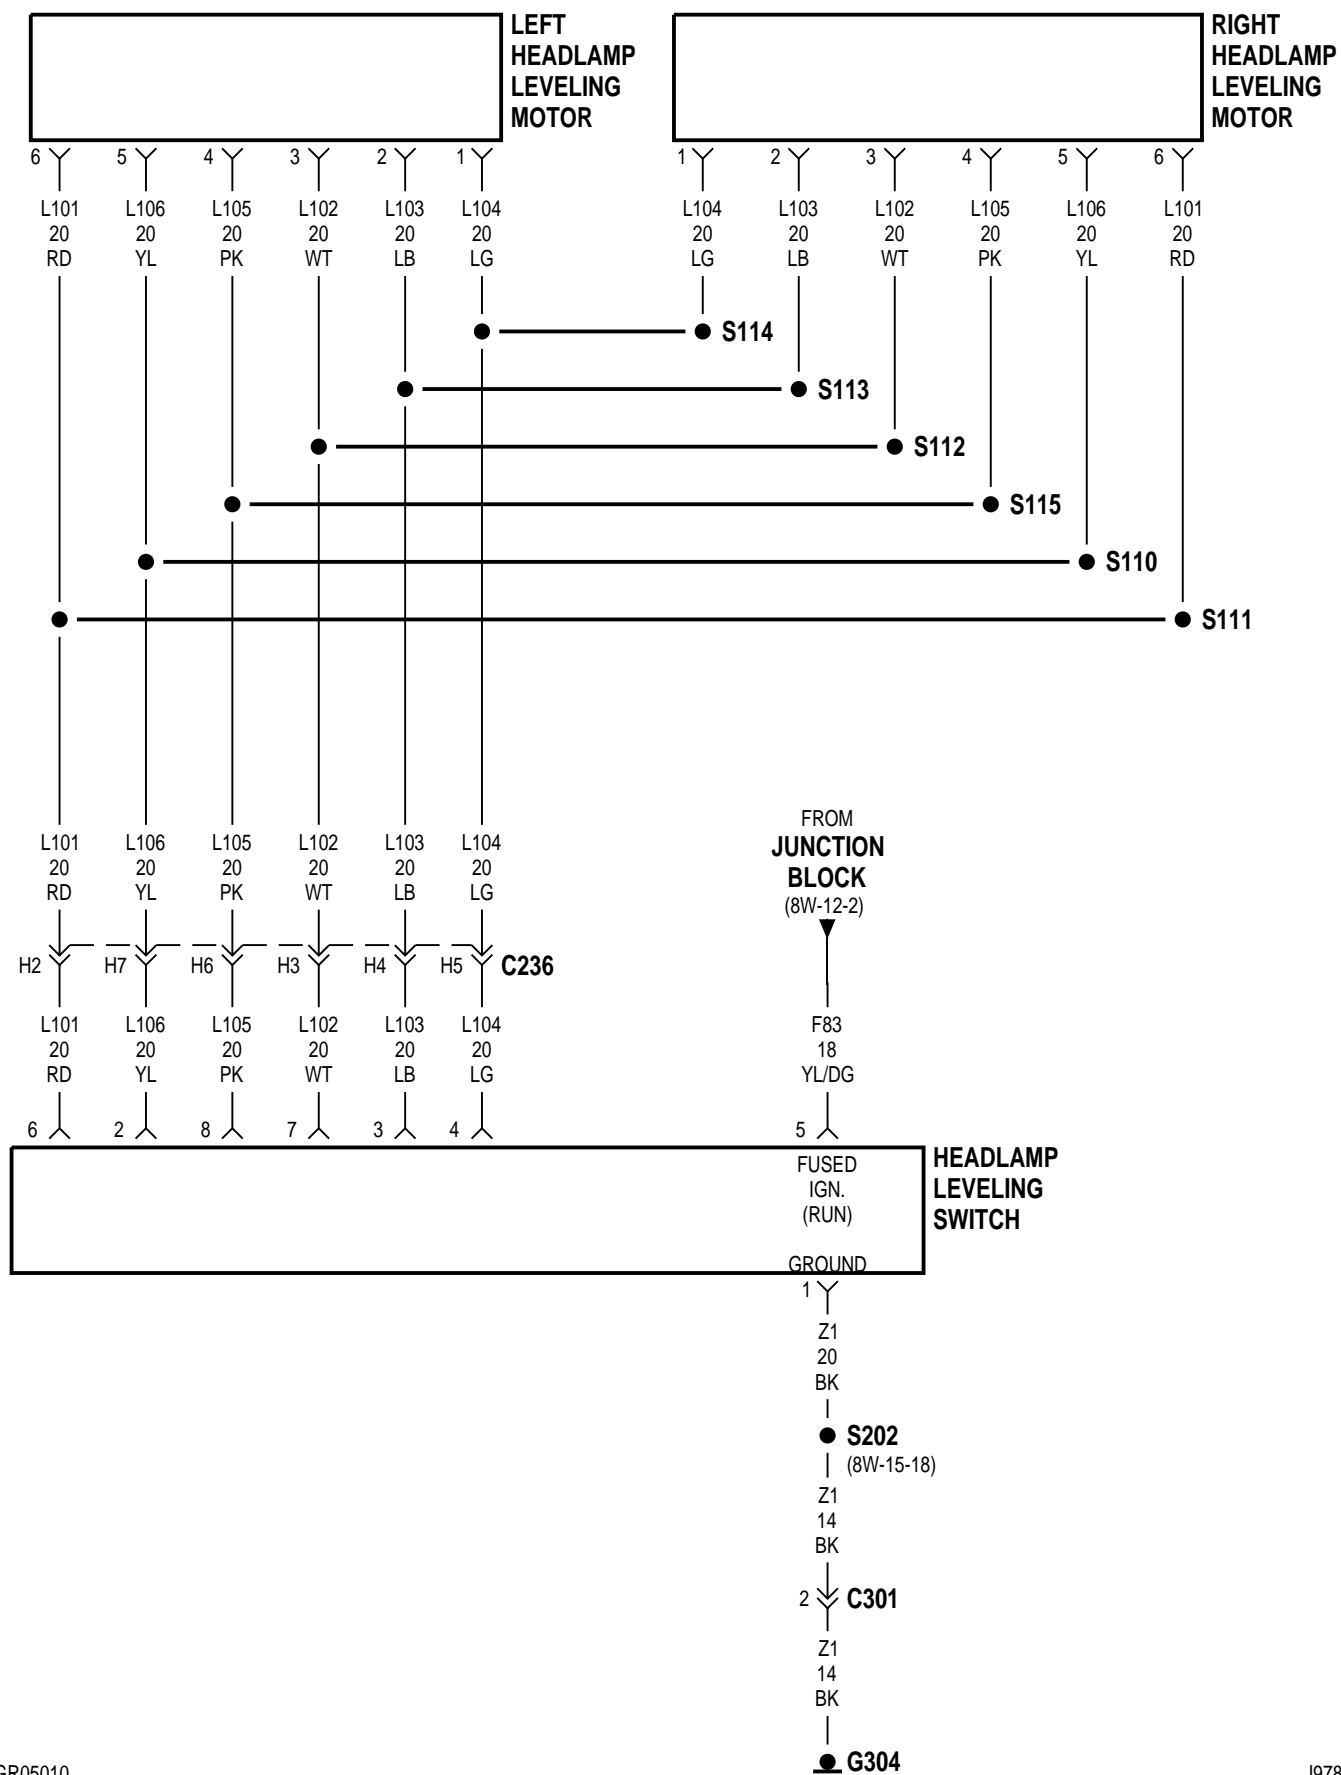 LEFT
HEADLAMP
LEVELING
MOTOR
RIGHT
HEADLAMP
LEVELING
MOTOR
6 5 4 3 2 1 1 2 3 4 5 6
L101 L106 L105 L102 L103 L104 L104 L103 L102 L105 L106 L101
20 20 20 20 20 20 20 20 20 20 20 20
RD YL PK WT LB LG LG LB WT PK YL RD
S114
S113
S112
S115
S110
S111
FROM
JUNCTION
BLOCK
(8W-12-2)
L101 L106 L105 L102 L103 L104
20 20 20 20 20 20
RD YL PK WT LB LG
H2 H7 H6 H3 H4 H5 C236
L101 L106 L105 L102 L103 L104 F83
20 20 20 20 20 20 18
RD YL PK WT LB LG YL/DG
6 2 8 7 3 4 5
FUSED
IGN.
(RUN)
GROUND
HEADLAMP
LEVELING
SWITCH
1
Z1
20
BK
S202
(8W-15-18)
Z1
14
BK
2 C301
Z1
14
BK
G304